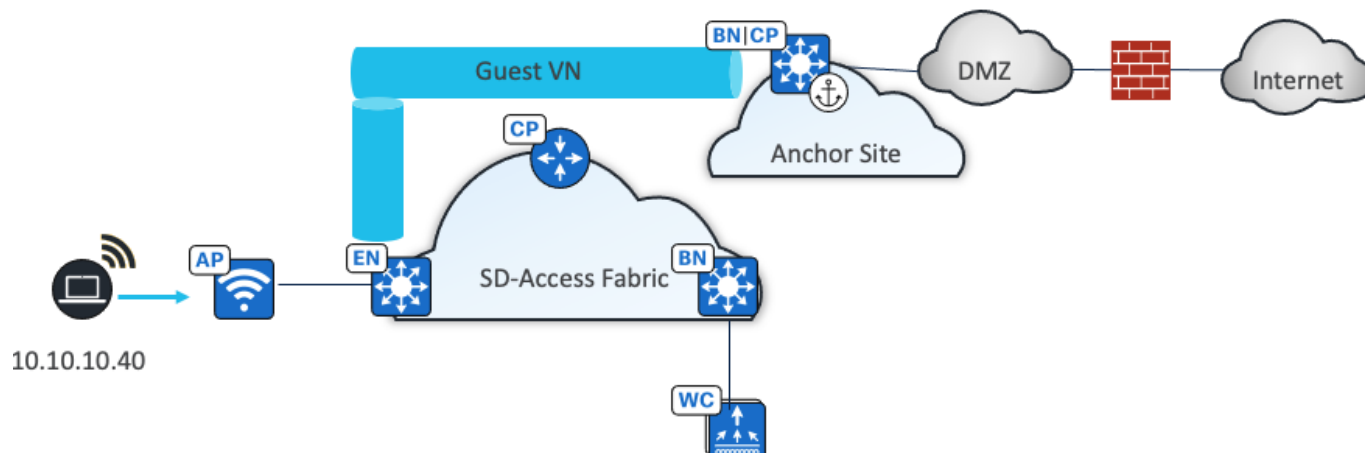 BN|CP
Guest VN
DMZ
Internet
CP
Anchor Site
AP
EN
SD-Access Fabric
BN
10.10.10.40
WC